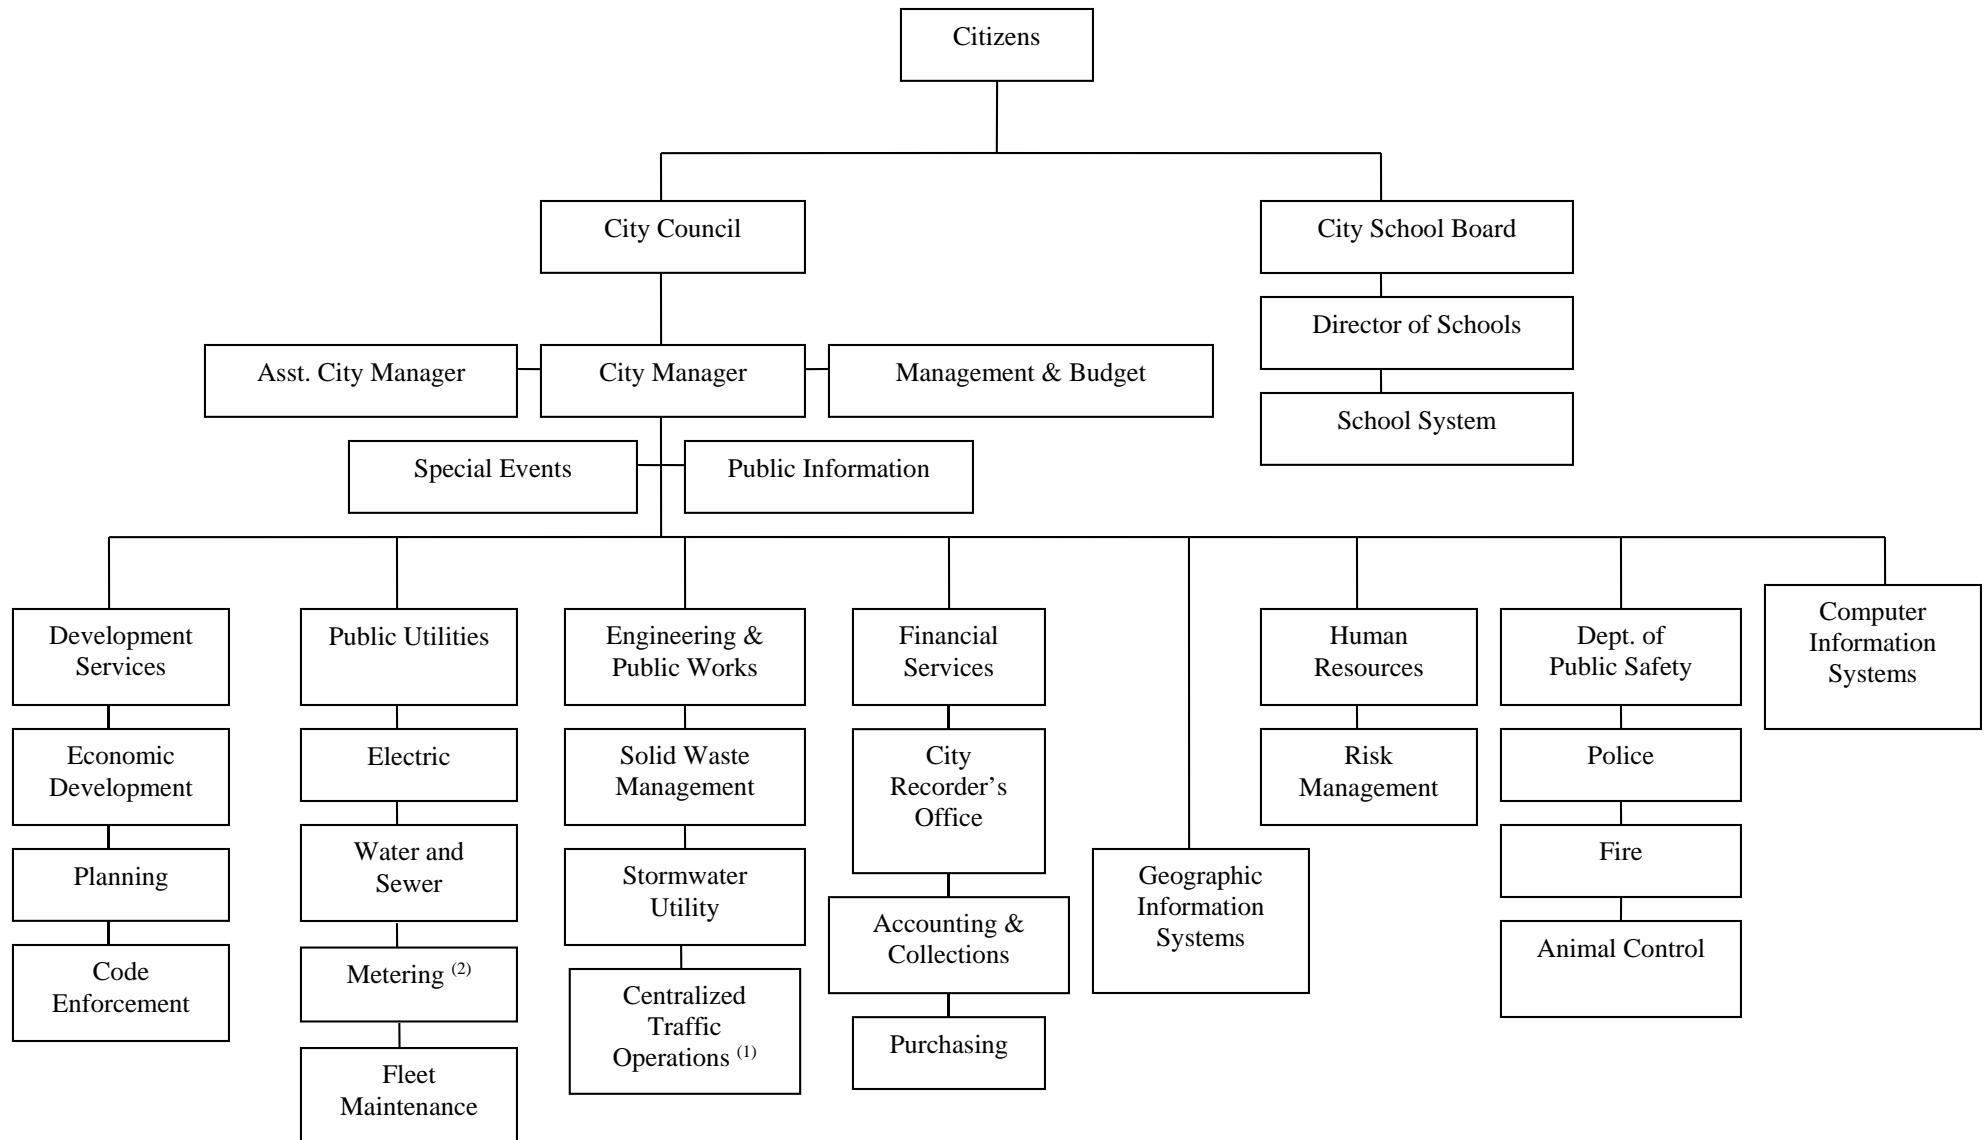 Citizens
City Council
City School Board
Director of Schools
Asst. City Manager
City Manager
Management & Budget
School System
Special Events
Public Information
Development
Services
Public Utilities
Engineering &
Public Works
Financial
Services
Human
Resources
Dept. of
Public Safety
Computer
Information
Systems
Economic
Development
Electric
Solid Waste
Management
City
Recorder’s
Office
Risk
Management
Police
Planning
Water and
Sewer
Stormwater
Utility
Geographic
Information
Systems
Fire
Code
Enforcement
Metering (2)
Accounting &
Collections
Animal Control
Centralized
Traffic
Operations (1)
Purchasing
Fleet
Maintenance